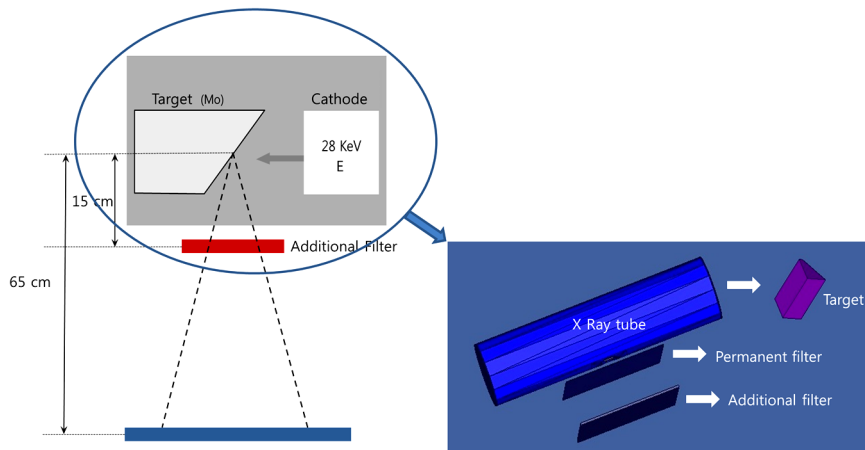 Target (Mo)
Cathode
28 KeV
E
15 cm
Additional Filter
65 cm
X Ray tube
Target
Permanent filter
Additional filter